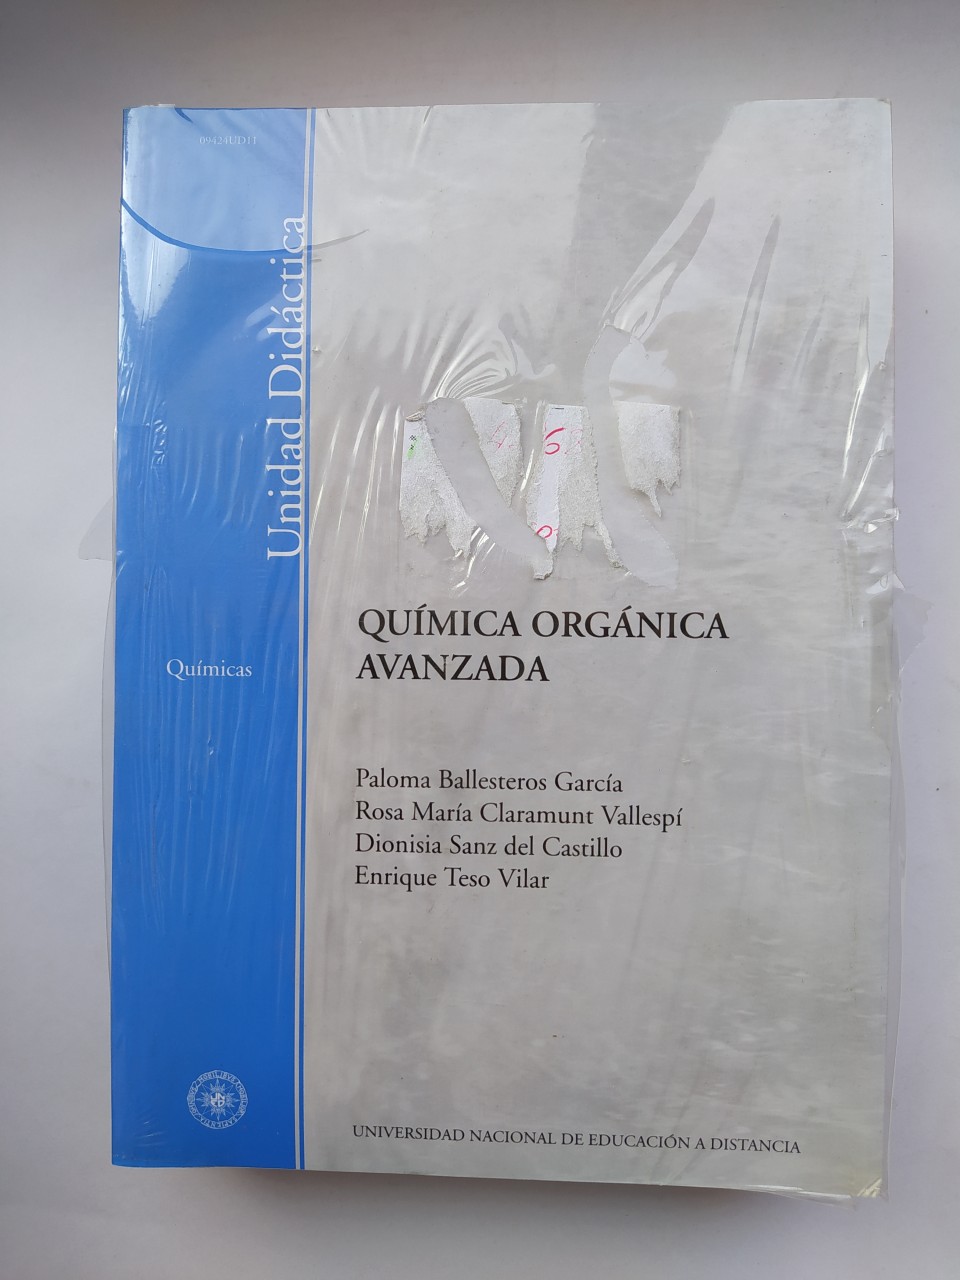 09424UD11
Unidad Didáctica
6
QUÍMICA ORGÁNICA
AVANZADA
Químicas
Paloma Ballesteros García
Rosa María Claramunt Vallespí
Dionisia Sanz del Castillo
Enrique Teso Vilar
UNIVERSIDAD NACIONAL DE EDUCACIÓN A DISTANCIA